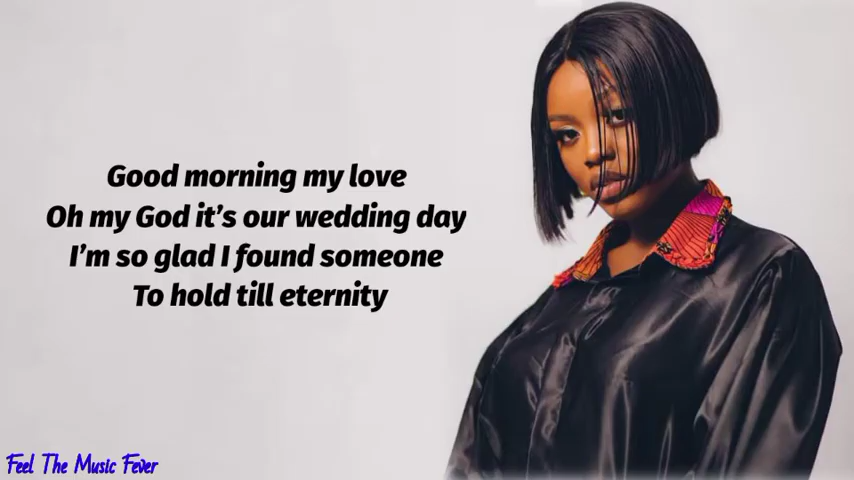 Good morning my love
Oh my God it's our wedding day
I'm so glad I found someone
To hold till eternity
Feel The Music Fever